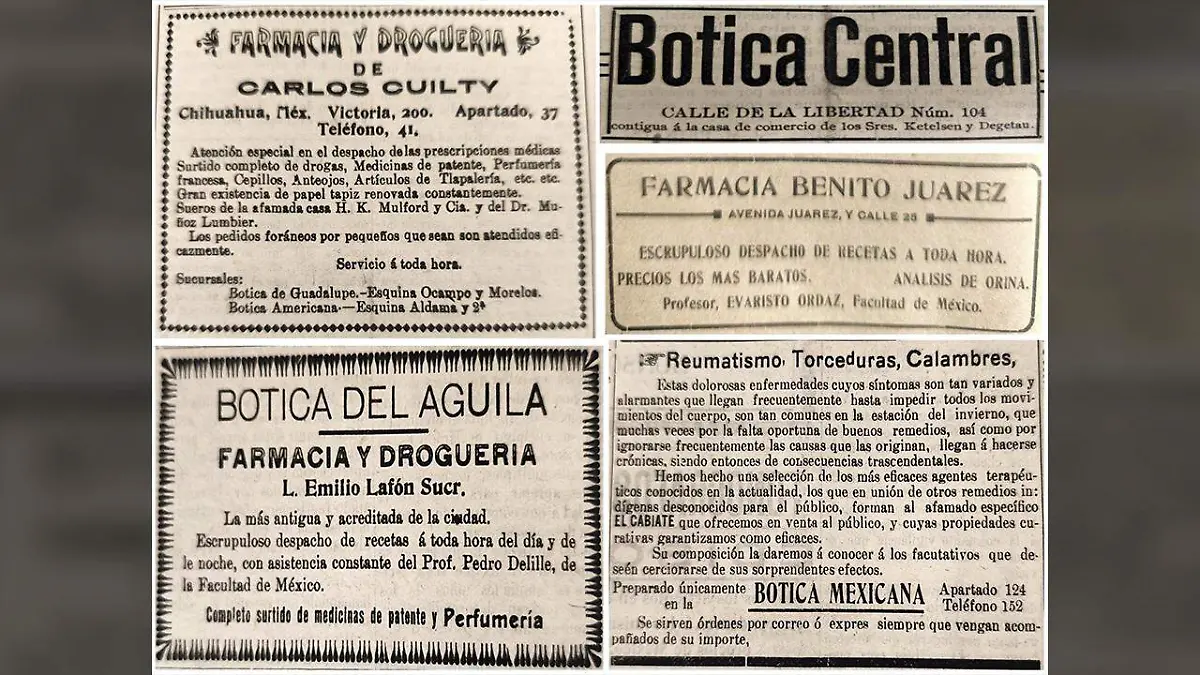 FARMACIA Y DROGUERIA
DE
CARLOS CUILTY
Chihuahua, Méx. Victoria, 200. Apartado, 37
Teléfono, 41.
Atención especial en el despacho de las prescripciones médicas
Surtido completo de drogas, Medicinas de patente, Perfumería
francesa, Cepillos, Anteojos, Artículos de Tlapalería, etc. etc.
Gran existencia de papel tapiz renovada constantemente.
Sueros de la afamada casa H. K. Mulford y Cia. y del Dr. Mu-
ñoz Lumbier.
Los pedidos foráneos por pequeños que sean son atendidos efi-
cazmente.
Servicio á toda hora.
Sucursales:
Botica de Guadalupe.-Esquina Ocampo y Morelos.
Botica Americana.—Esquina Aldama y 2ª
Botica Central
CALLE DE LA LIBERTAD Núm. 104
contigua á la casa de comercio de los Sres. Ketelsen y Degetau.
FARMACIA BENITO JUAREZ
AVENIDA JUAREZ, Y CALLE 25
ESCRUPULOSO DESPACHO DE RECETAS A TODA HORA.
PRECIOS LOS MAS BARATOS. ANALISIS DE ORINA.
Profesor, EVARISTO ORDAZ, Facultad de México.
BOTICA DEL AGUILA
FARMACIA Y DROGUERIA
L. Emilio Lafón Sucr.
La más antigua y acreditada de la ciudad.
Escrupuloso despacho de recetas á toda hora del día y de
le noche, con asistencia constante del Prof. Pedro Delille, de
la Facultad de México.
Completo surtido de medicinas de patente y Perfumería
Reumatismo, Torceduras, Calambres,
Estas dolorosas enfermedades cuyos síntomas son tan variados y
alarmantes que llegan frecuentemente hasta impedir todos los movi-
mientos del cuerpo, son tan comunes en la estación del invierno, que
muchas veces por la falta oportuna de buenos remedios, así como por
ignorarse frecuentemente las causas que las originan, llegan á hacerse
crónicas, siendo entonces de consecuencias trascendentales.
Hemos hecho una selección de los más eficaces agentes terapéu-
ticos conocidos en la actualidad, los que en unión de otros remedios in:
dígenas desconocidos para el público, forman al afamado específico
EL CABIATE que ofrecemos en venta al público, y cuyas propiedades cu-
rativas garantizamos como eficaces.
Su composición la daremos á conocer á los facutativos que de-
seén cerciorarse de sus sorprendentes efectos.
Preparado únicamente en la BOTICA MEXICANA Apartado 124
Teléfono 152
Se sirven órdenes por correo ó expres siempre que vengan acom-
pañados de su importe,